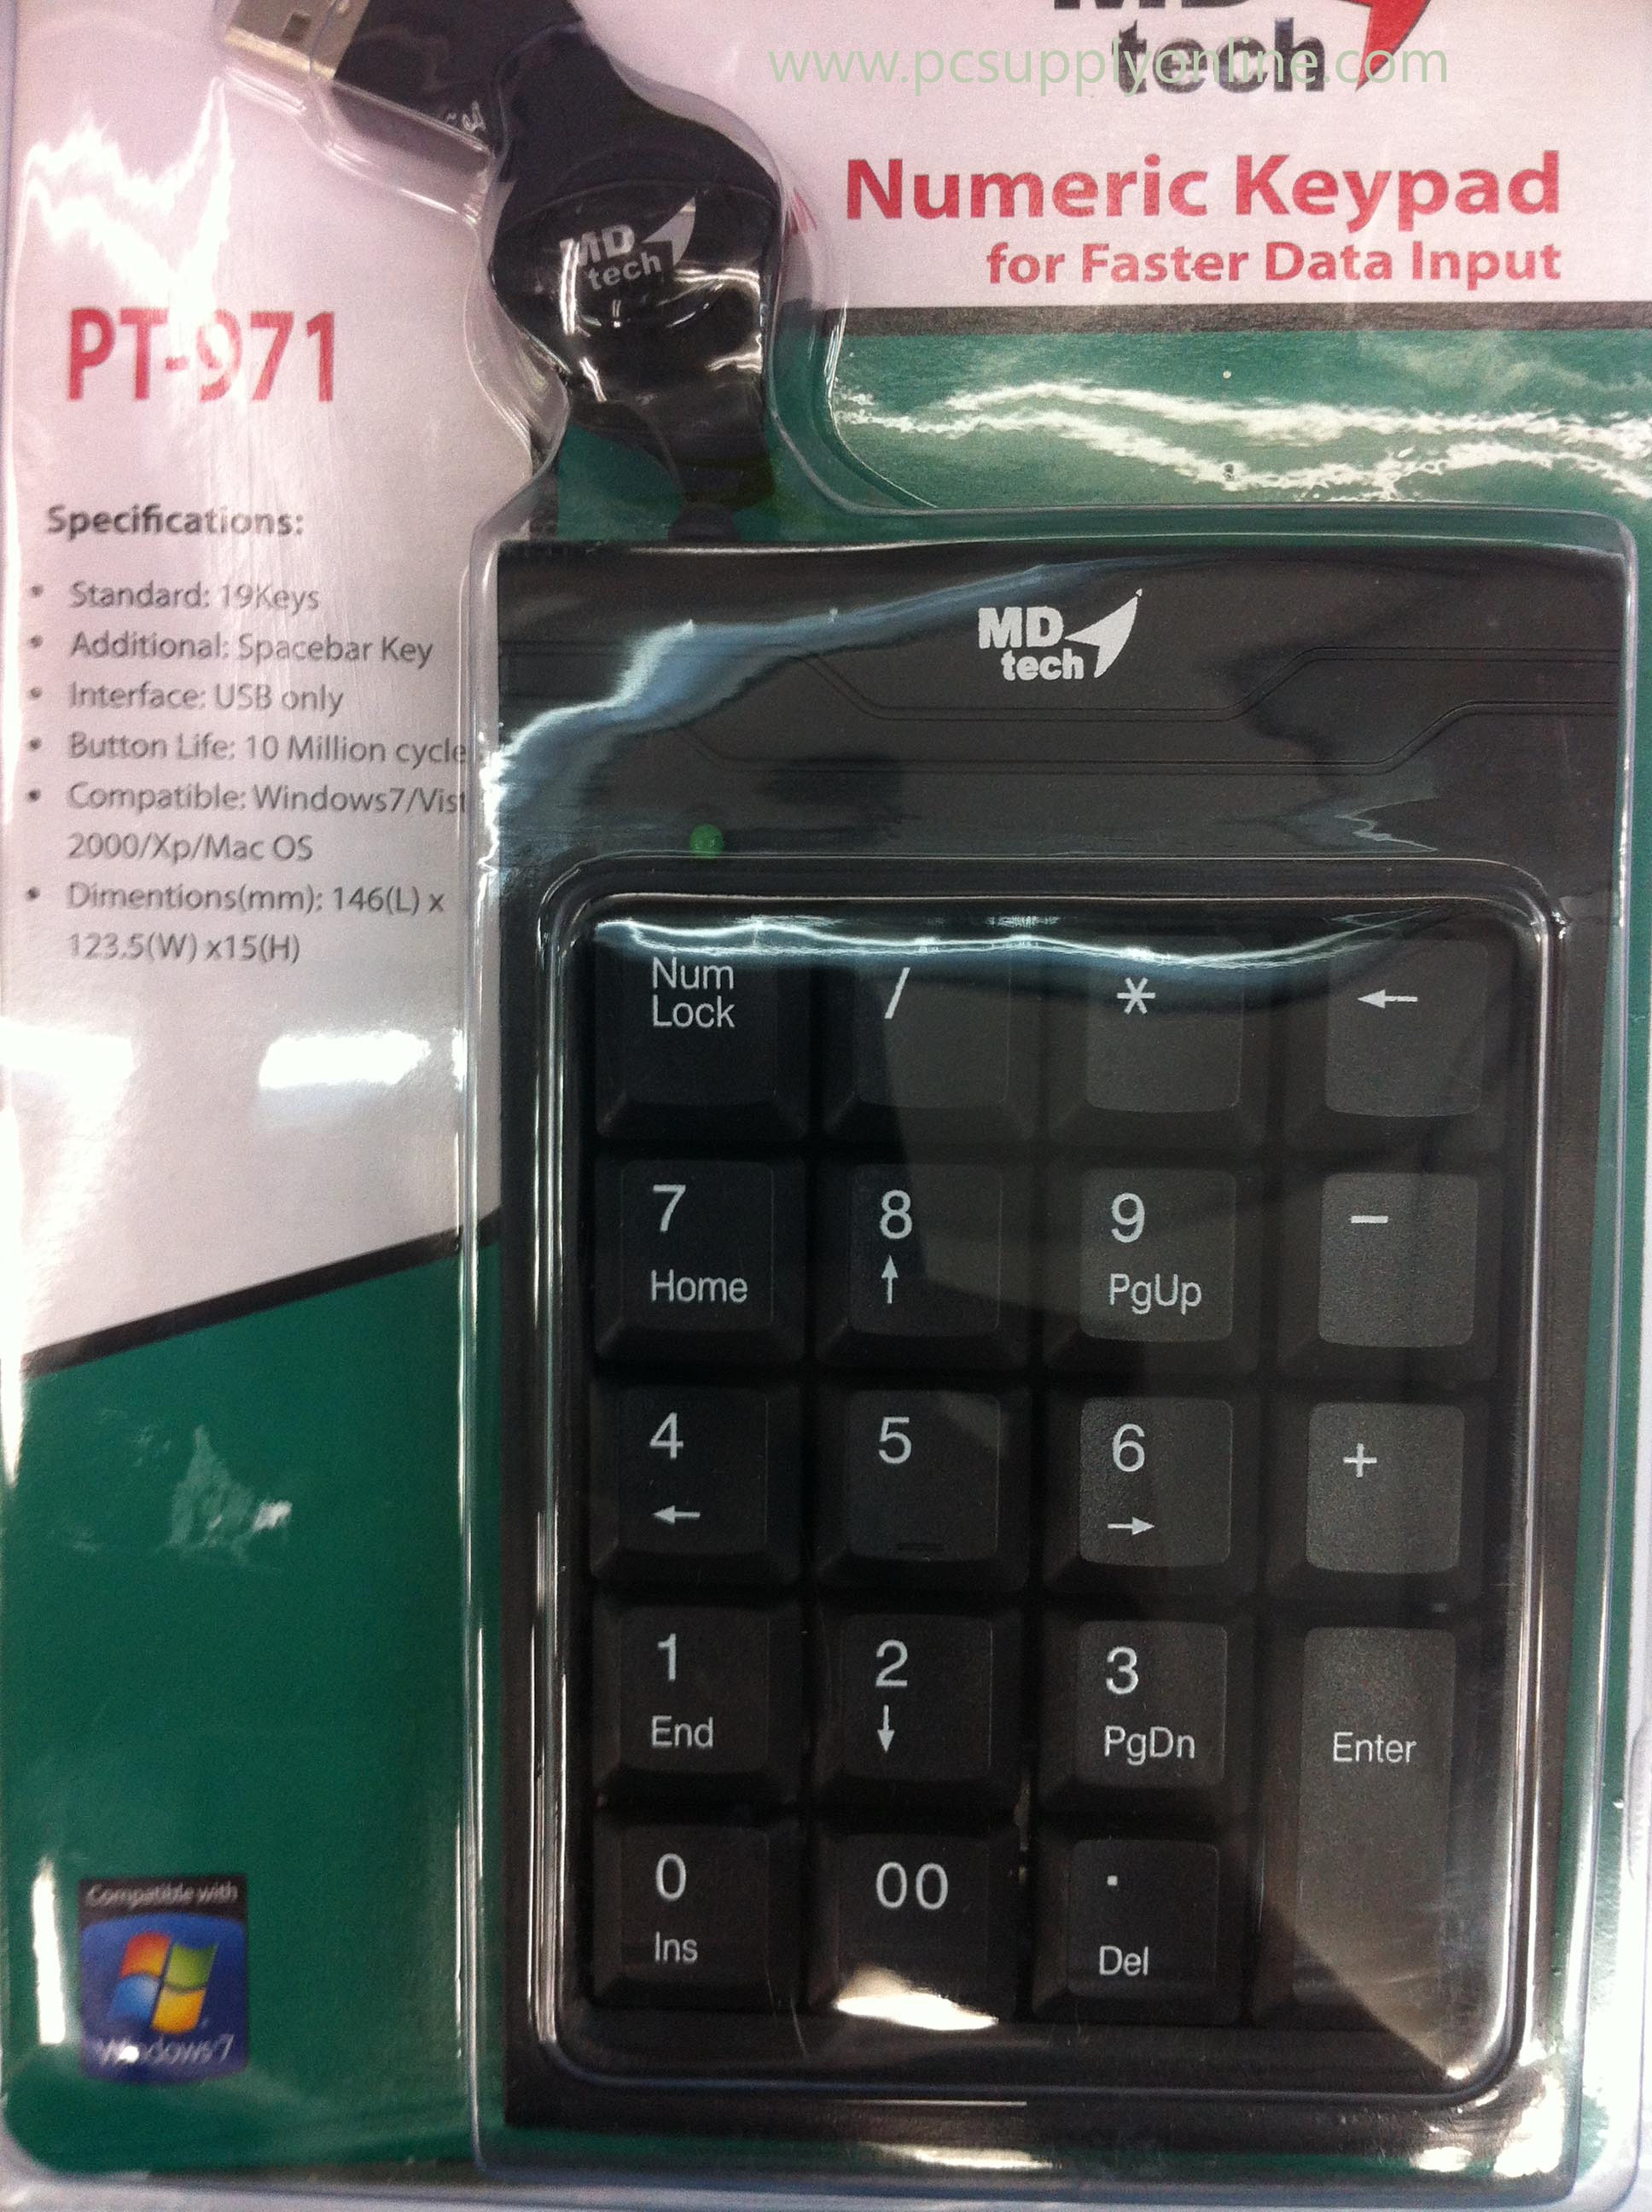 www.pcsupplyonline.com
MD
tech
Numeric Keypad
for Faster Data Input
MD
tech
PT-971
Specifications:
• Standard: 19Keys
• Additional: Spacebar Key
• Interface: USB only
• Button Life: 10 Million cycle
• Compatible: Windows7/Vist
2000/Xp/Mac OS
• Dimentions(mm): 146(L) x
123.5(W) x15(H)
MD
tech
Num
Lock
/ * ←
7 8 9 −
Home ↑ PgUp
4 5 6 +
← →
1 2 3
End ↓ PgDn Enter
0 00 .
Ins Del
Compatible with
Windows7